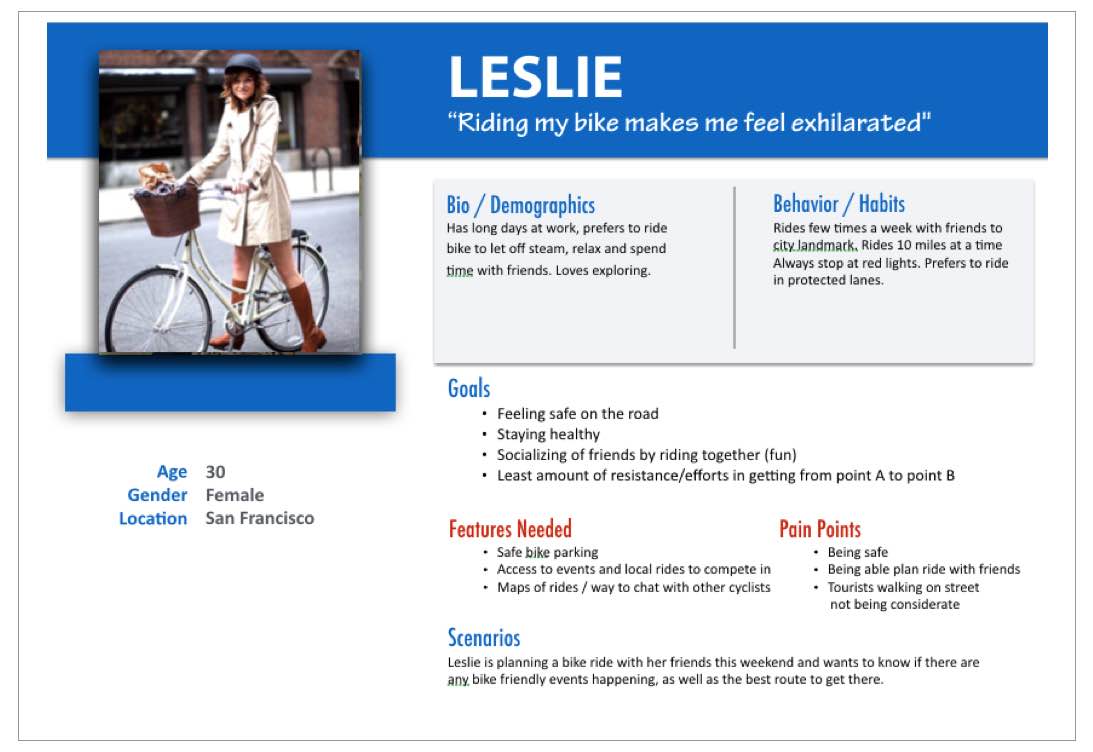 LESLIE
“Riding my bike makes me feel exhilarated"
Bio / Demographics
Has long days at work, prefers to ride
bike to let off steam, relax and spend
time with friends. Loves exploring.
Behavior / Habits
Rides few times a week with friends to
city landmark. Rides 10 miles at a time
Always stop at red lights. Prefers to ride
in protected lanes.
Goals
• Feeling safe on the road
• Staying healthy
• Socializing of friends by riding together (fun)
• Least amount of resistance/efforts in getting from point A to point B
Age 30
Gender Female
Location San Francisco
Features Needed
• Safe bike parking
• Access to events and local rides to compete in
• Maps of rides / way to chat with other cyclists
Pain Points
• Being safe
• Being able plan ride with friends
• Tourists walking on street
not being considerate
Scenarios
Leslie is planning a bike ride with her friends this weekend and wants to know if there are
any bike friendly events happening, as well as the best route to get there.